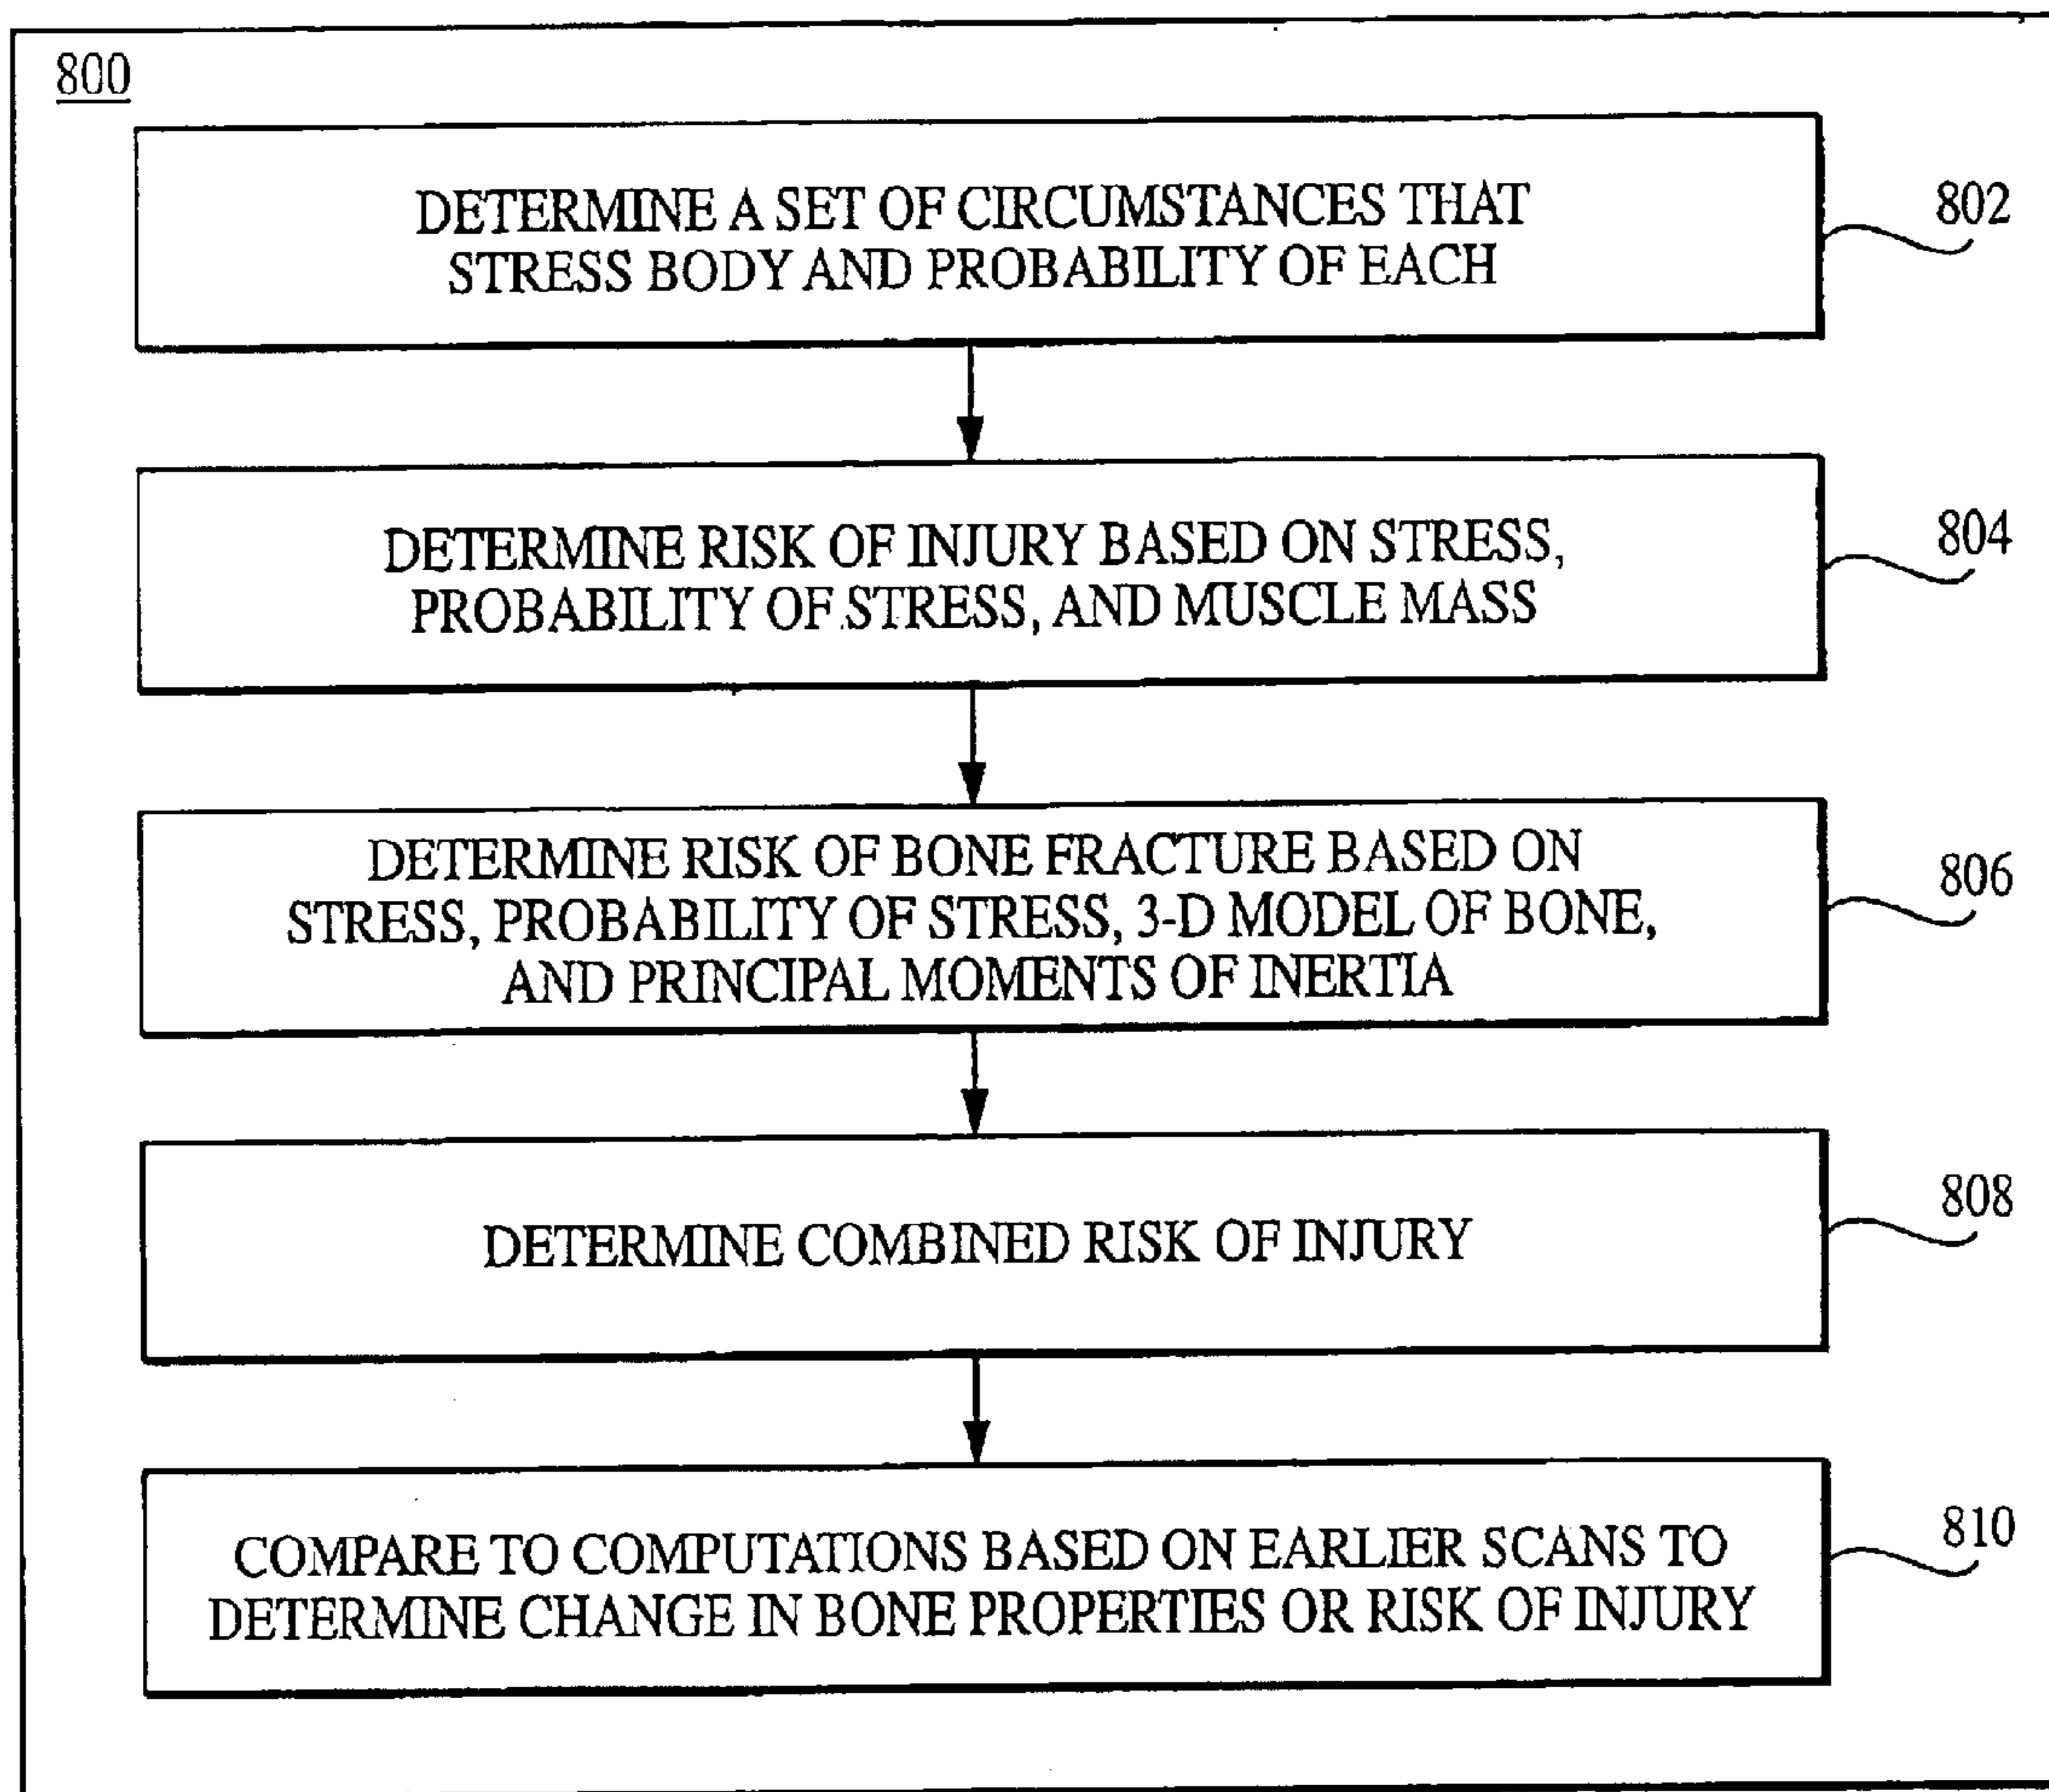 800
DETERMINE A SET OF CIRCUMSTANCES THAT
STRESS BODY AND PROBABILITY OF EACH
802
DETERMINE RISK OF INJURY BASED ON STRESS,
PROBABILITY OF STRESS, AND MUSCLE MASS
804
DETERMINE RISK OF BONE FRACTURE BASED ON
STRESS, PROBABILITY OF STRESS, 3-D MODEL OF BONE,
AND PRINCIPAL MOMENTS OF INERTIA
806
DETERMINE COMBINED RISK OF INJURY
808
COMPARE TO COMPUTATIONS BASED ON EARLIER SCANS TO
DETERMINE CHANGE IN BONE PROPERTIES OR RISK OF INJURY
810